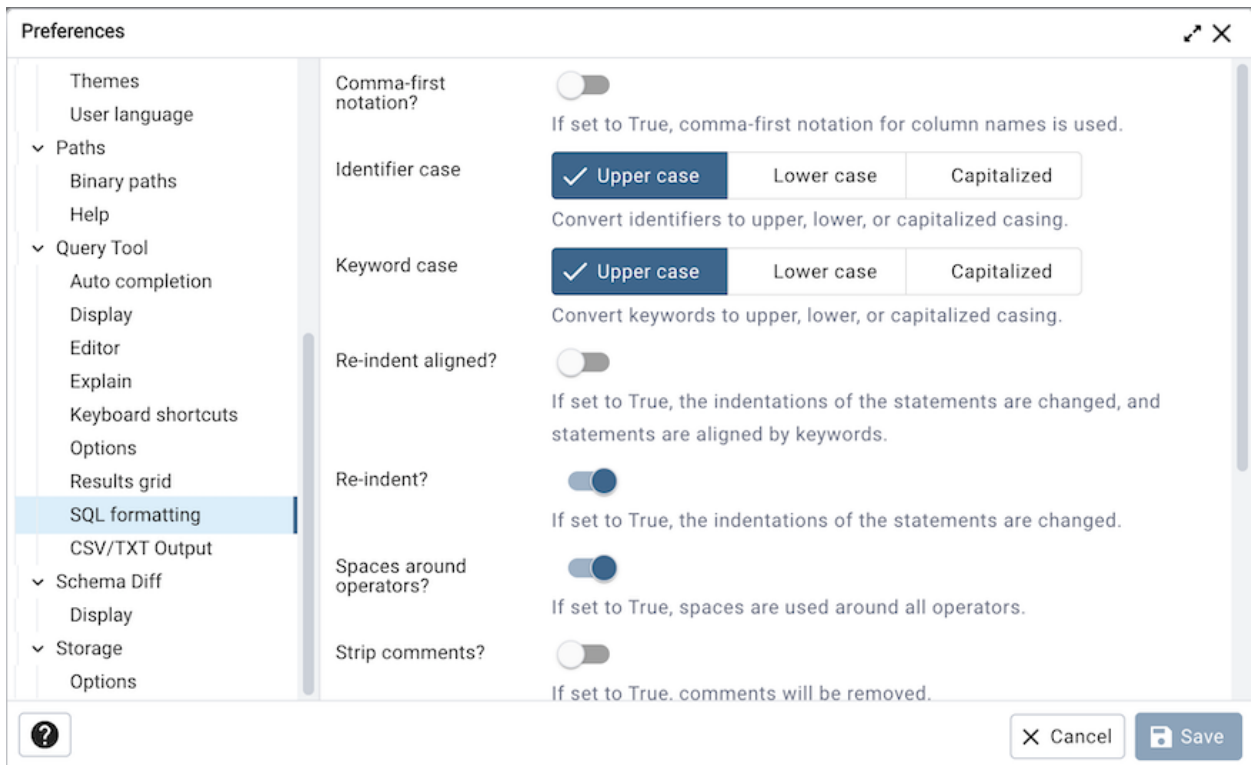 Preferences
Themes
User language
Paths
Binary paths
Help
Query Tool
Auto completion
Display
Editor
Explain
Keyboard shortcuts
Options
Results grid
SQL formatting
CSV/TXT Output
Schema Diff
Display
Storage
Options
Comma-first
notation?
If set to True, comma-first notation for column names is used.
Identifier case
Upper case Lower case Capitalized
Convert identifiers to upper, lower, or capitalized casing.
Keyword case
Upper case Lower case Capitalized
Convert keywords to upper, lower, or capitalized casing.
Re-indent aligned?
If set to True, the indentations of the statements are changed, and
statements are aligned by keywords.
Re-indent?
If set to True, the indentations of the statements are changed.
Spaces around
operators?
If set to True, spaces are used around all operators.
Strip comments?
If set to True, comments will be removed.
Cancel Save